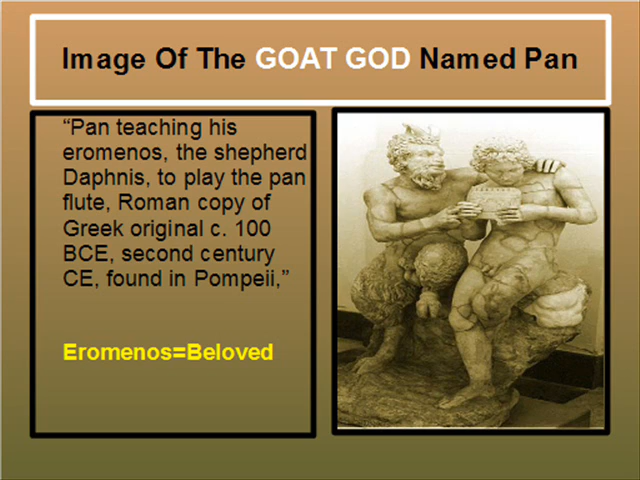 Image Of The GOAT GOD Named Pan
“Pan teaching his
eromenos, the shepherd
Daphnis, to play the pan
flute, Roman copy of
Greek original c. 100
BCE, second century
CE, found in Pompeii,”
Eromenos=Beloved